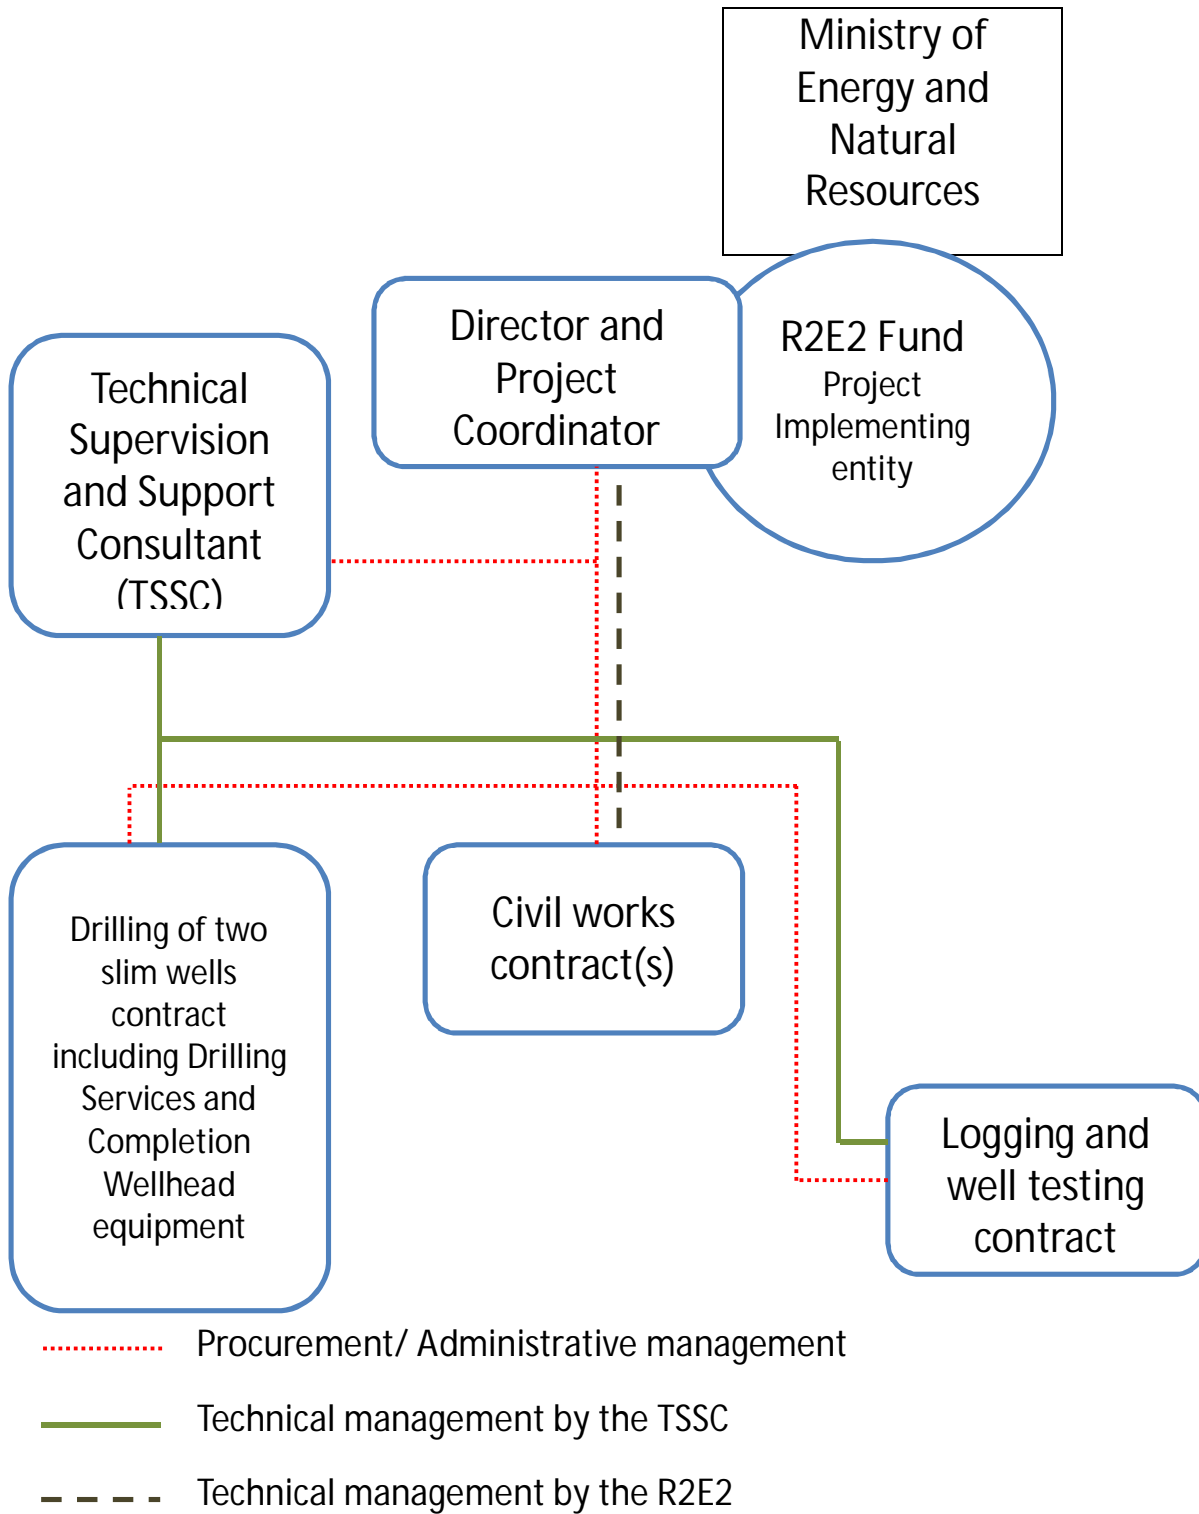 Ministry of
Energy and
Natural
Resources
Director and
Project
Coordinator
R2E2 Fund
Project
Implementing
entity
Technical
Supervision
and Support
Consultant
(TSSC)
Drilling of two
slim wells
contract
including Drilling
Services and
Completion
Wellhead
equipment
Civil works
contract(s)
Logging and
well testing
contract
Procurement/ Administrative management
Technical management by the TSSC
Technical management by the R2E2